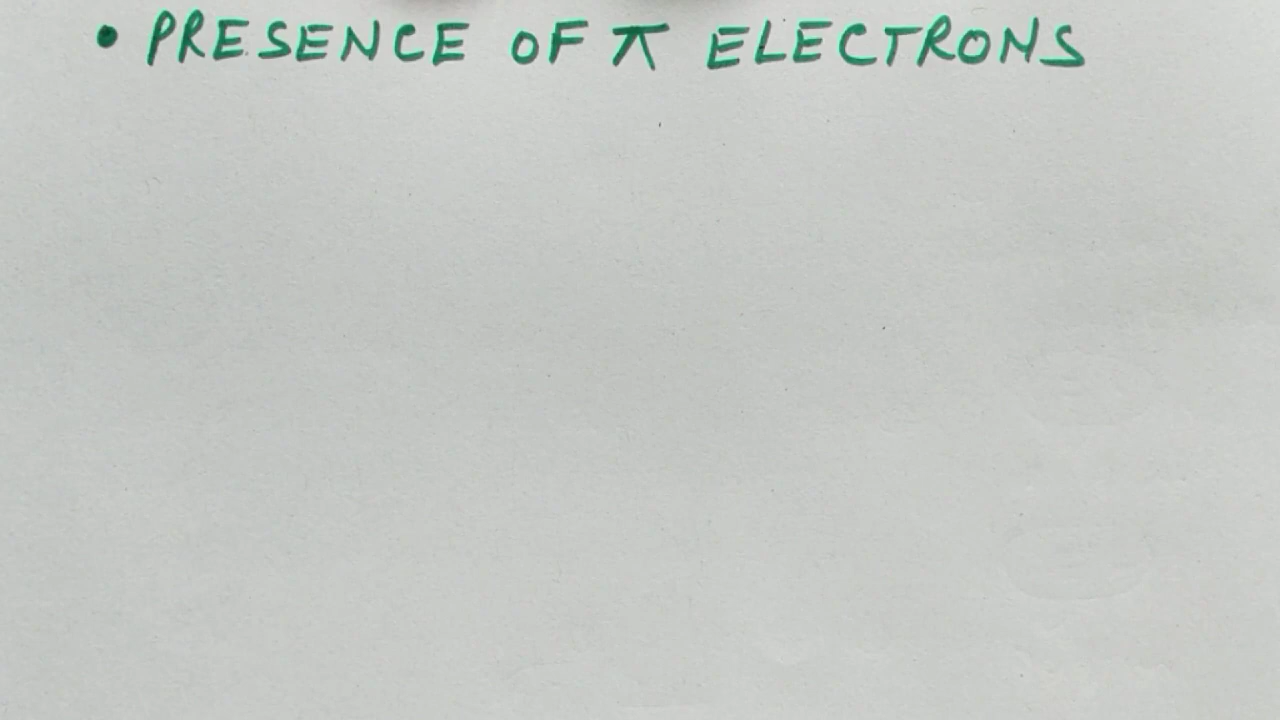 • PRESENCE OF π ELECTRONS